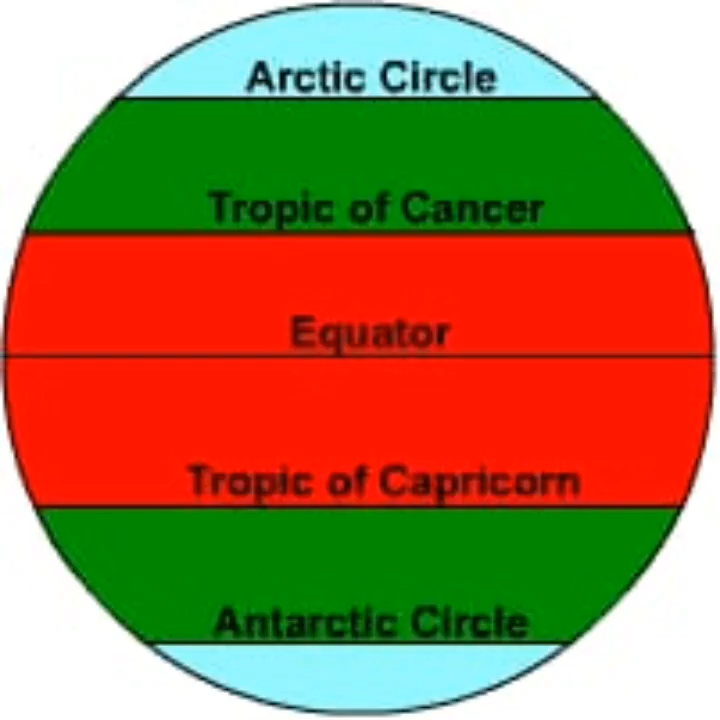 Arctic Circle
Tropic of Cancer
Equator
Tropic of Capricorn
Antarctic Circle